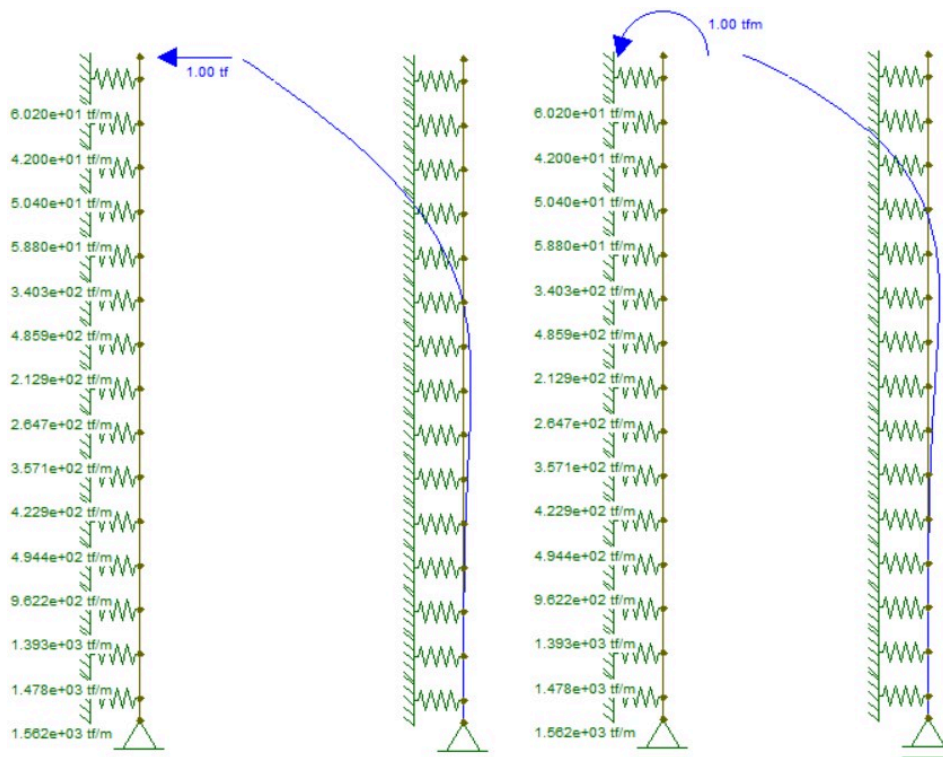 1.00 tf
6.020e+01 tf/m
4.200e+01 tf/m
5.040e+01 tf/m
5.880e+01 tf/m
3.403e+02 tf/m
4.859e+02 tf/m
2.129e+02 tf/m
2.647e+02 tf/m
3.571e+02 tf/m
4.229e+02 tf/m
4.944e+02 tf/m
9.622e+02 tf/m
1.393e+03 tf/m
1.478e+03 tf/m
1.562e+03 tf/m
1.00 tfm
6.020e+01 tf/m
4.200e+01 tf/m
5.040e+01 tf/m
5.880e+01 tf/m
3.403e+02 tf/m
4.859e+02 tf/m
2.129e+02 tf/m
2.647e+02 tf/m
3.571e+02 tf/m
4.229e+02 tf/m
4.944e+02 tf/m
9.622e+02 tf/m
1.393e+03 tf/m
1.478e+03 tf/m
1.562e+03 tf/m